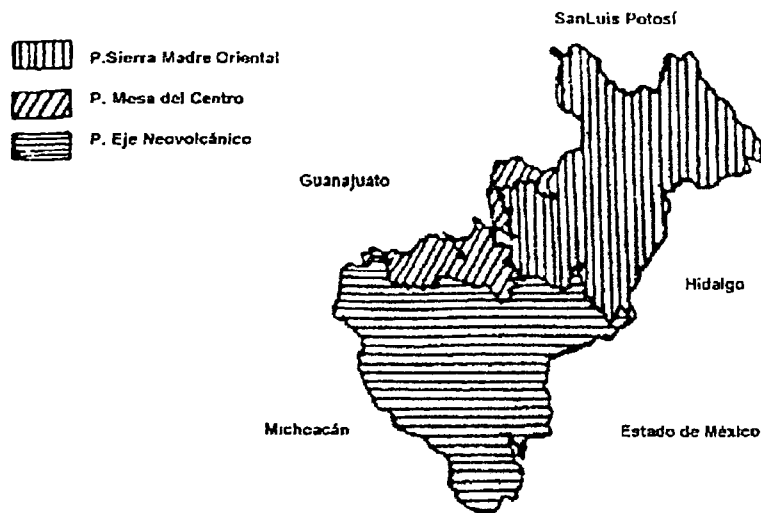 SanLuis Potosí
P.Sierra Madre Oriental
P. Mesa del Centro
P. Eje Neovolcánico
Guanajuato
Hidalgo
Michoacán
Estado de México